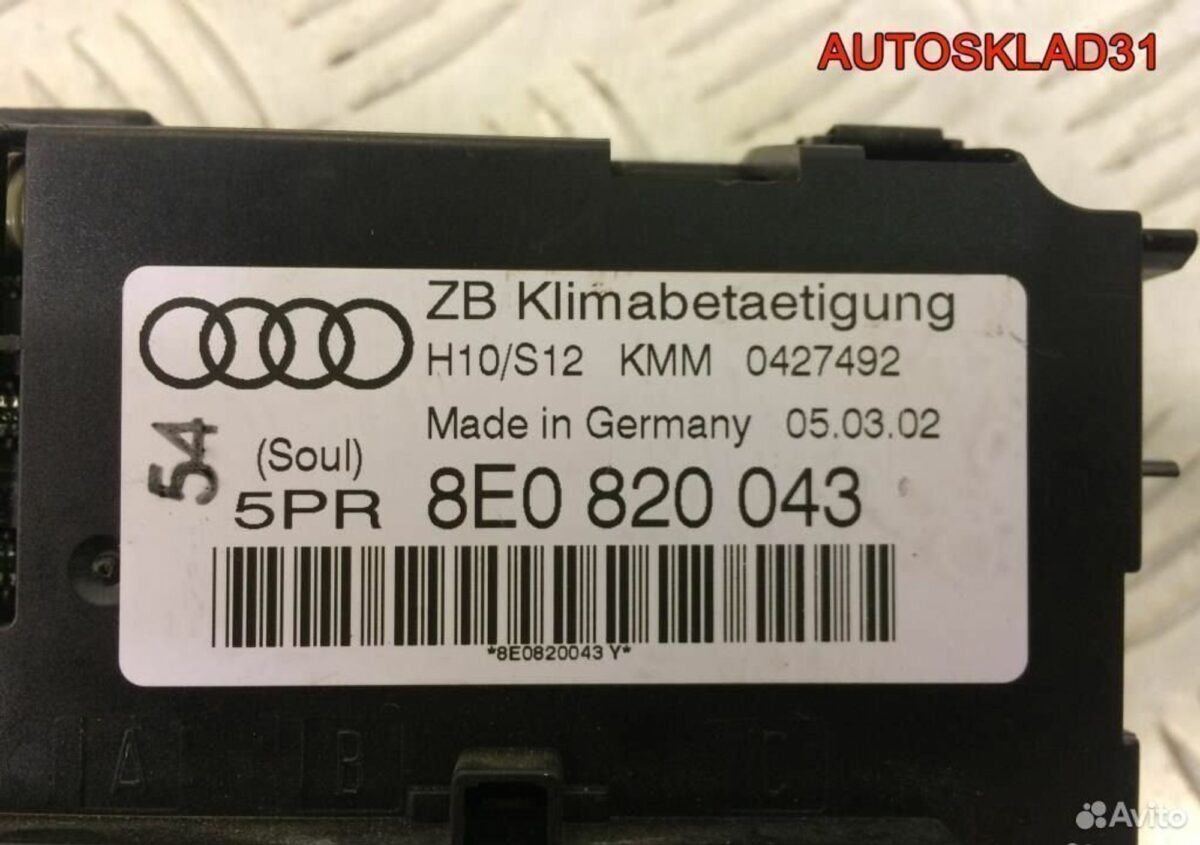 AUTOSKLAD31
ZB Klimabetaetigung
H10/S12 KMM 0427492
Made in Germany 05.03.02
54
(Soul)
5PR 8E0 820 043
*8E0820043 Y*
A B C
Avito